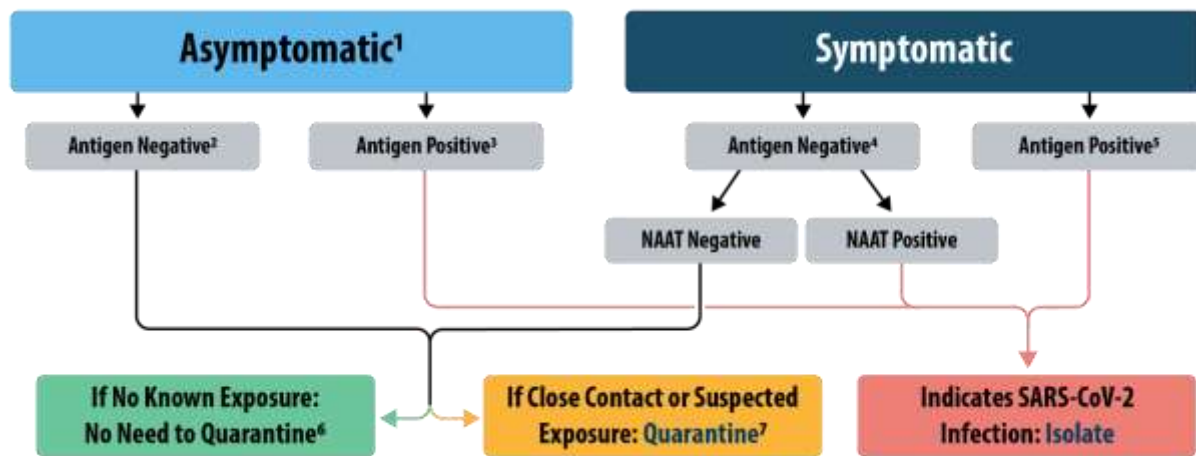 Asymptomatic¹
Symptomatic
Antigen Negative²
Antigen Positive³
Antigen Negative⁴
Antigen Positive⁵
NAAT Negative
NAAT Positive
If No Known Exposure:
No Need to Quarantine⁶
If Close Contact or Suspected
Exposure: Quarantine⁷
Indicates SARS-CoV-2
Infection: Isolate